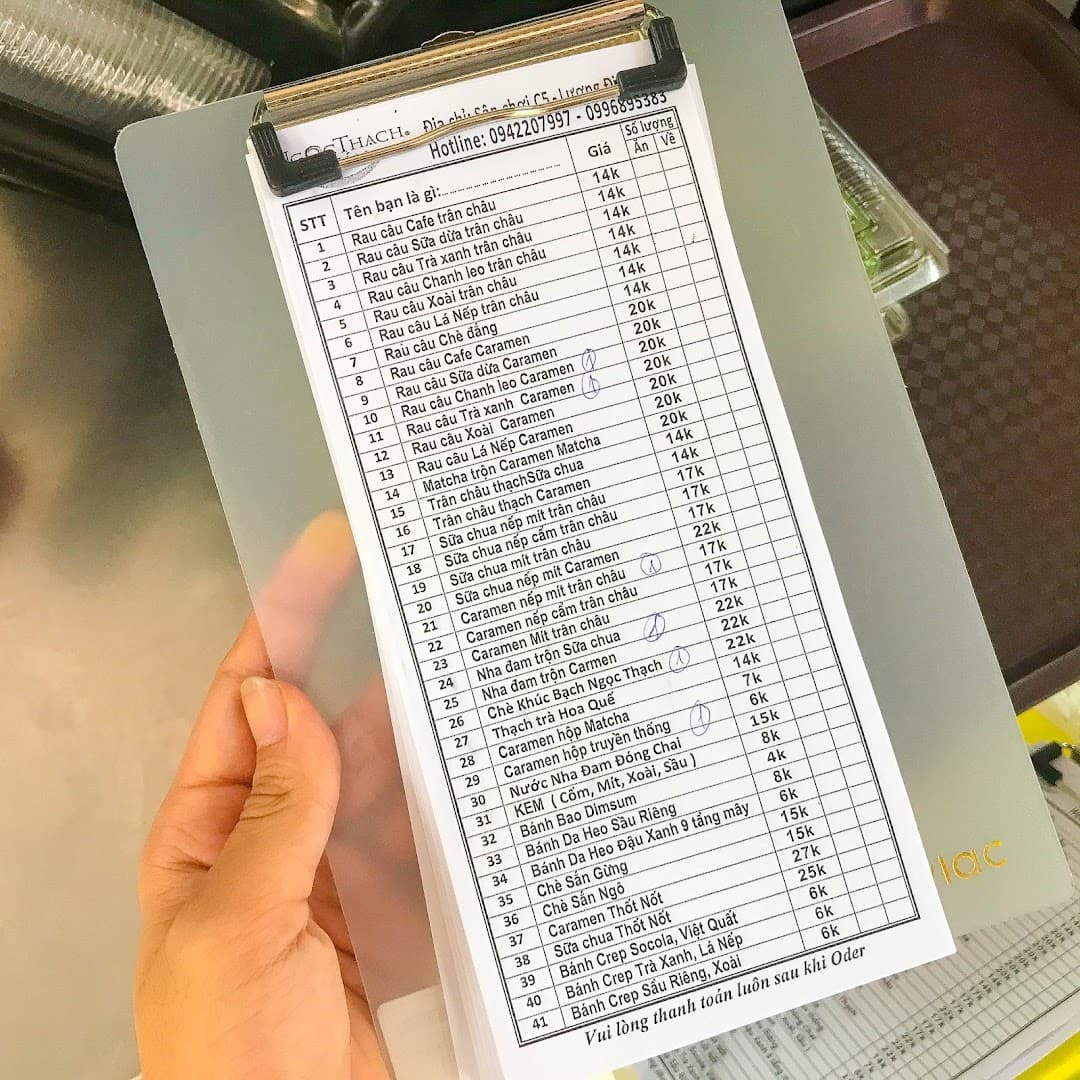 NGỌC THẠCH®
Hotline: 0942207997 - 0996895383
STT Tên bạn là gì:........................ Giá Số lượng Ăn Về
1 Rau câu Cafe trân châu 14k
2 Rau câu Sữa dừa trân châu 14k
3 Rau câu Trà xanh trân châu 14k
4 Rau câu Chanh leo trân châu 14k
5 Rau câu Xoài trân châu 14k
6 Rau câu Lá Nếp trân châu 14k
7 Rau câu Chè đắng 14k
8 Rau câu Cafe Caramen 20k
9 Rau câu Sữa dừa Caramen 20k
10 Rau câu Chanh leo Caramen 1 20k
11 Rau câu Trà xanh Caramen 1 20k
12 Rau câu Xoài Caramen 20k
13 Rau câu Lá Nếp Caramen 20k
14 Matcha trộn Caramen Matcha 20k
15 Trân châu thạchSữa chua 14k
16 Trân châu thạch Caramen 14k
17 Sữa chua nếp mít trân châu 17k
18 Sữa chua nếp cẩm trân châu 17k
19 Sữa chua mít trân châu 17k
20 Sữa chua nếp mít Caramen 22k
21 Caramen nếp mít trân châu 1 17k
22 Caramen nếp cẩm trân châu 17k
23 Caramen Mít trân châu 17k
24 Nha đam trộn Sữa chua 1 22k
25 Nha đam trộn Carmen 22k
26 Chè Khúc Bạch Ngọc Thạch 1 22k
27 Thạch trà Hoa Quế 14k
28 Caramen hộp Matcha 7k
29 Caramen hộp truyền thống 1 6k
30 Nước Nha Đam Đóng Chai 15k
31 KEM ( Cốm, Mít, Xoài, Sầu ) 8k
32 Bánh Bao Dimsum 4k
33 Bánh Da Heo Sầu Riêng 8k
34 Bánh Da Heo Đậu Xanh 9 tầng mây 6k
35 Chè Sắn Gừng 15k
36 Chè Sắn Ngô 15k
37 Caramen Thốt Nốt 27k
38 Sữa chua Thốt Nốt 25k
39 Bánh Crep Socola, Việt Quất 6k
40 Bánh Crep Trà Xanh, Lá Nếp 6k
41 Bánh Crep Sầu Riêng, Xoài 6k
Vui lòng thanh toán luôn sau khi Oder